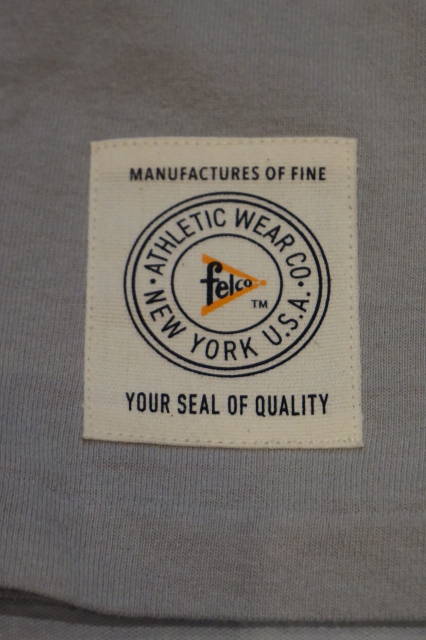 MANUFACTURES OF FINE
• ATHLETIC WEAR CO •
felco
TM
NEW YORK U.S.A.
YOUR SEAL OF QUALITY